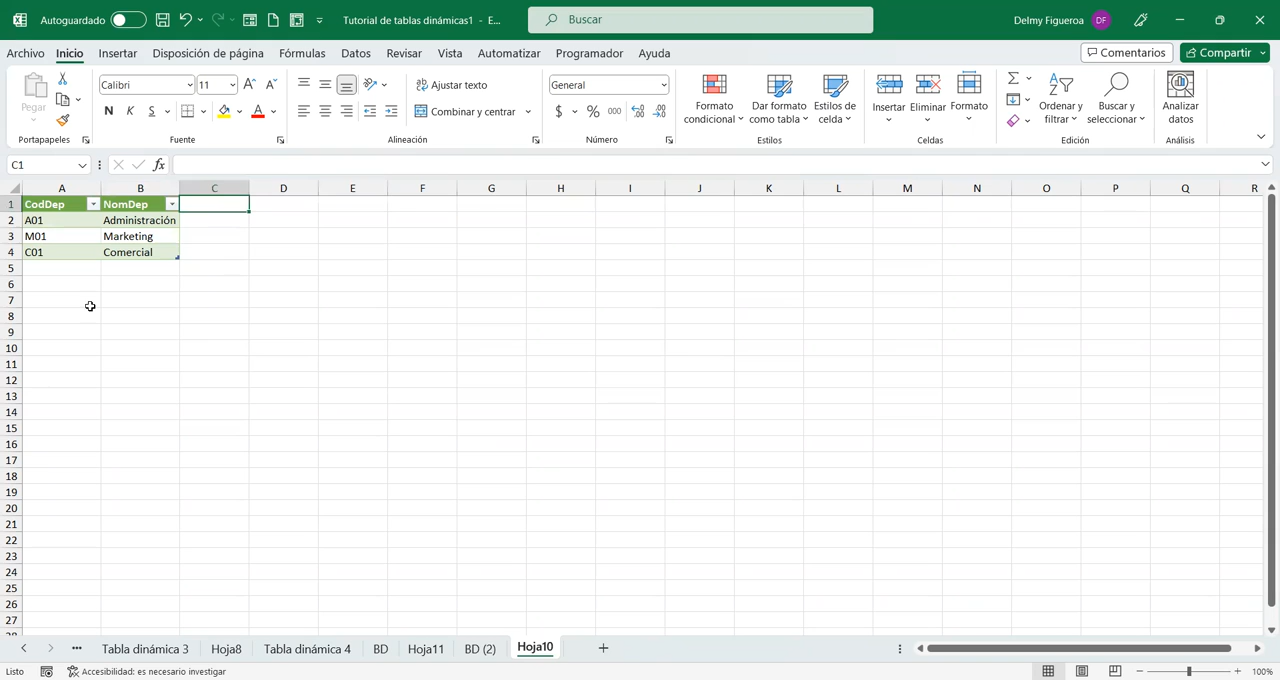 Autoguardado
Tutorial de tablas dinámicas1 - E...
Buscar
Delmy Figueroa DF
Archivo Inicio Insertar Disposición de página Fórmulas Datos Revisar Vista Automatizar Programador Ayuda
Comentarios Compartir
Pegar
Portapapeles
Calibri 11
N K S
Fuente
Ajustar texto
Combinar y centrar
Alineación
General
$ % 000
Número
Formato condicional
Dar formato como tabla
Estilos de celda
Estilos
Insertar Eliminar Formato
Celdas
Ordenar y filtrar
Buscar y seleccionar
Edición
Analizar datos
Análisis
C1 fx
A B C D E F G H I J K L M N O P Q R
1 CodDep NomDep
2 A01 Administración
3 M01 Marketing
4 C01 Comercial
5
6
7
8
9
10
11
12
13
14
15
16
17
18
19
20
21
22
23
24
25
26
27
Tabla dinámica 3 Hoja8 Tabla dinámica 4 BD Hoja11 BD (2) Hoja10
Listo Accesibilidad: es necesario investigar 100%